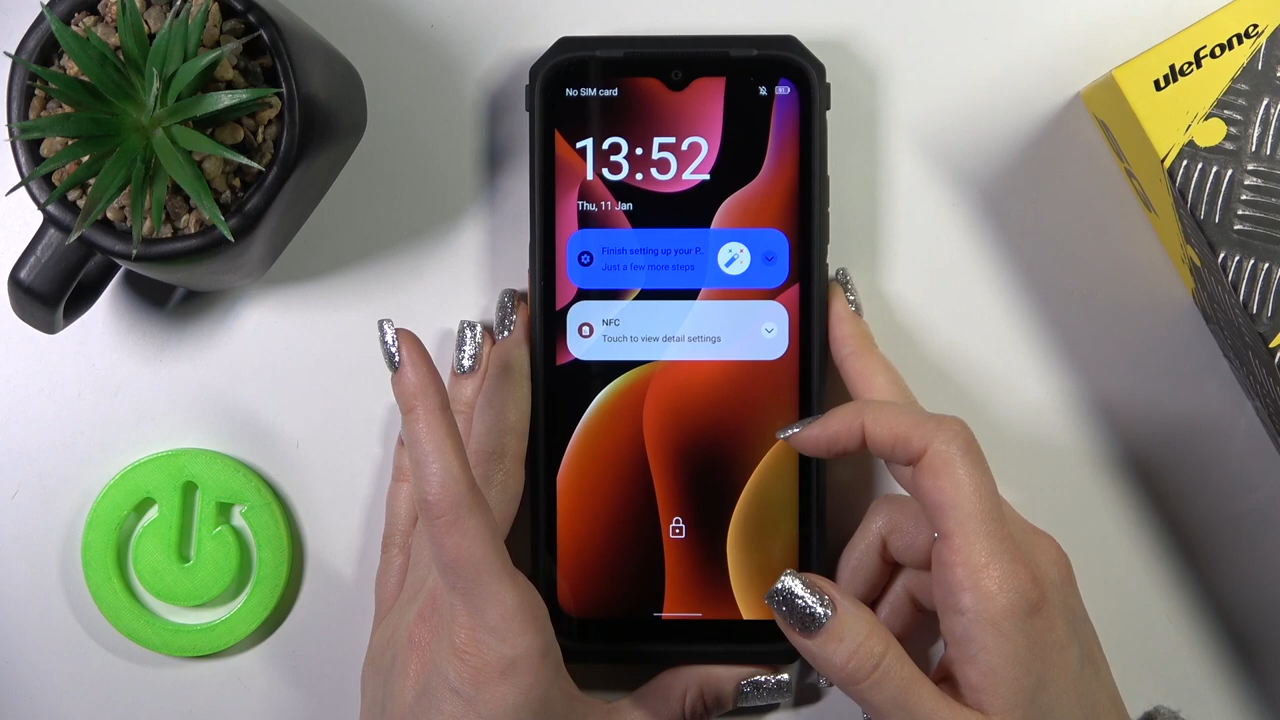 No SIM card
81
13:52
Thu, 11 Jan
Finish setting up your P..
Just a few more steps
NFC
Touch to view detail settings
uleFone